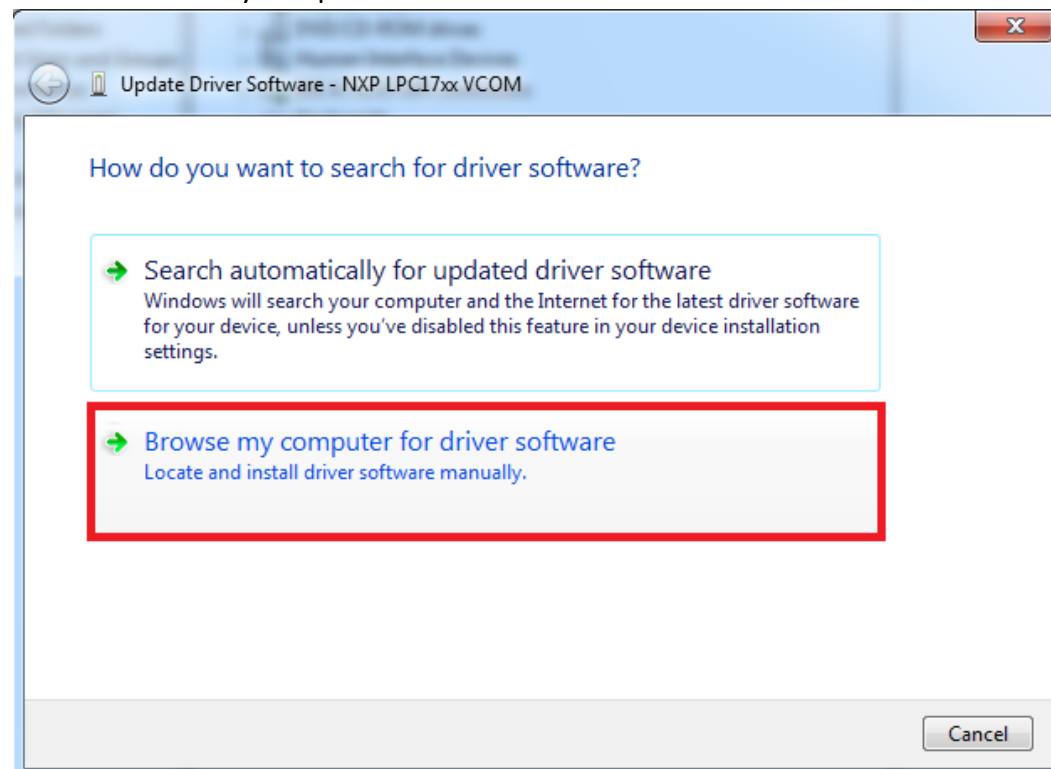 Update Driver Software - NXP LPC17xx VCOM
How do you want to search for driver software?
Search automatically for updated driver software
Windows will search your computer and the Internet for the latest driver software
for your device, unless you've disabled this feature in your device installation
settings.
Browse my computer for driver software
Locate and install driver software manually.
Cancel